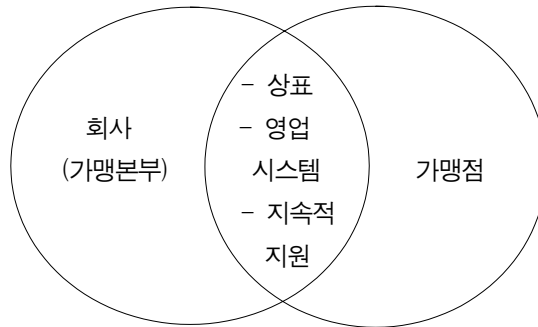 회사
(가맹본부)
– 상표
– 영업
시스템
– 지속적
지원
가맹점